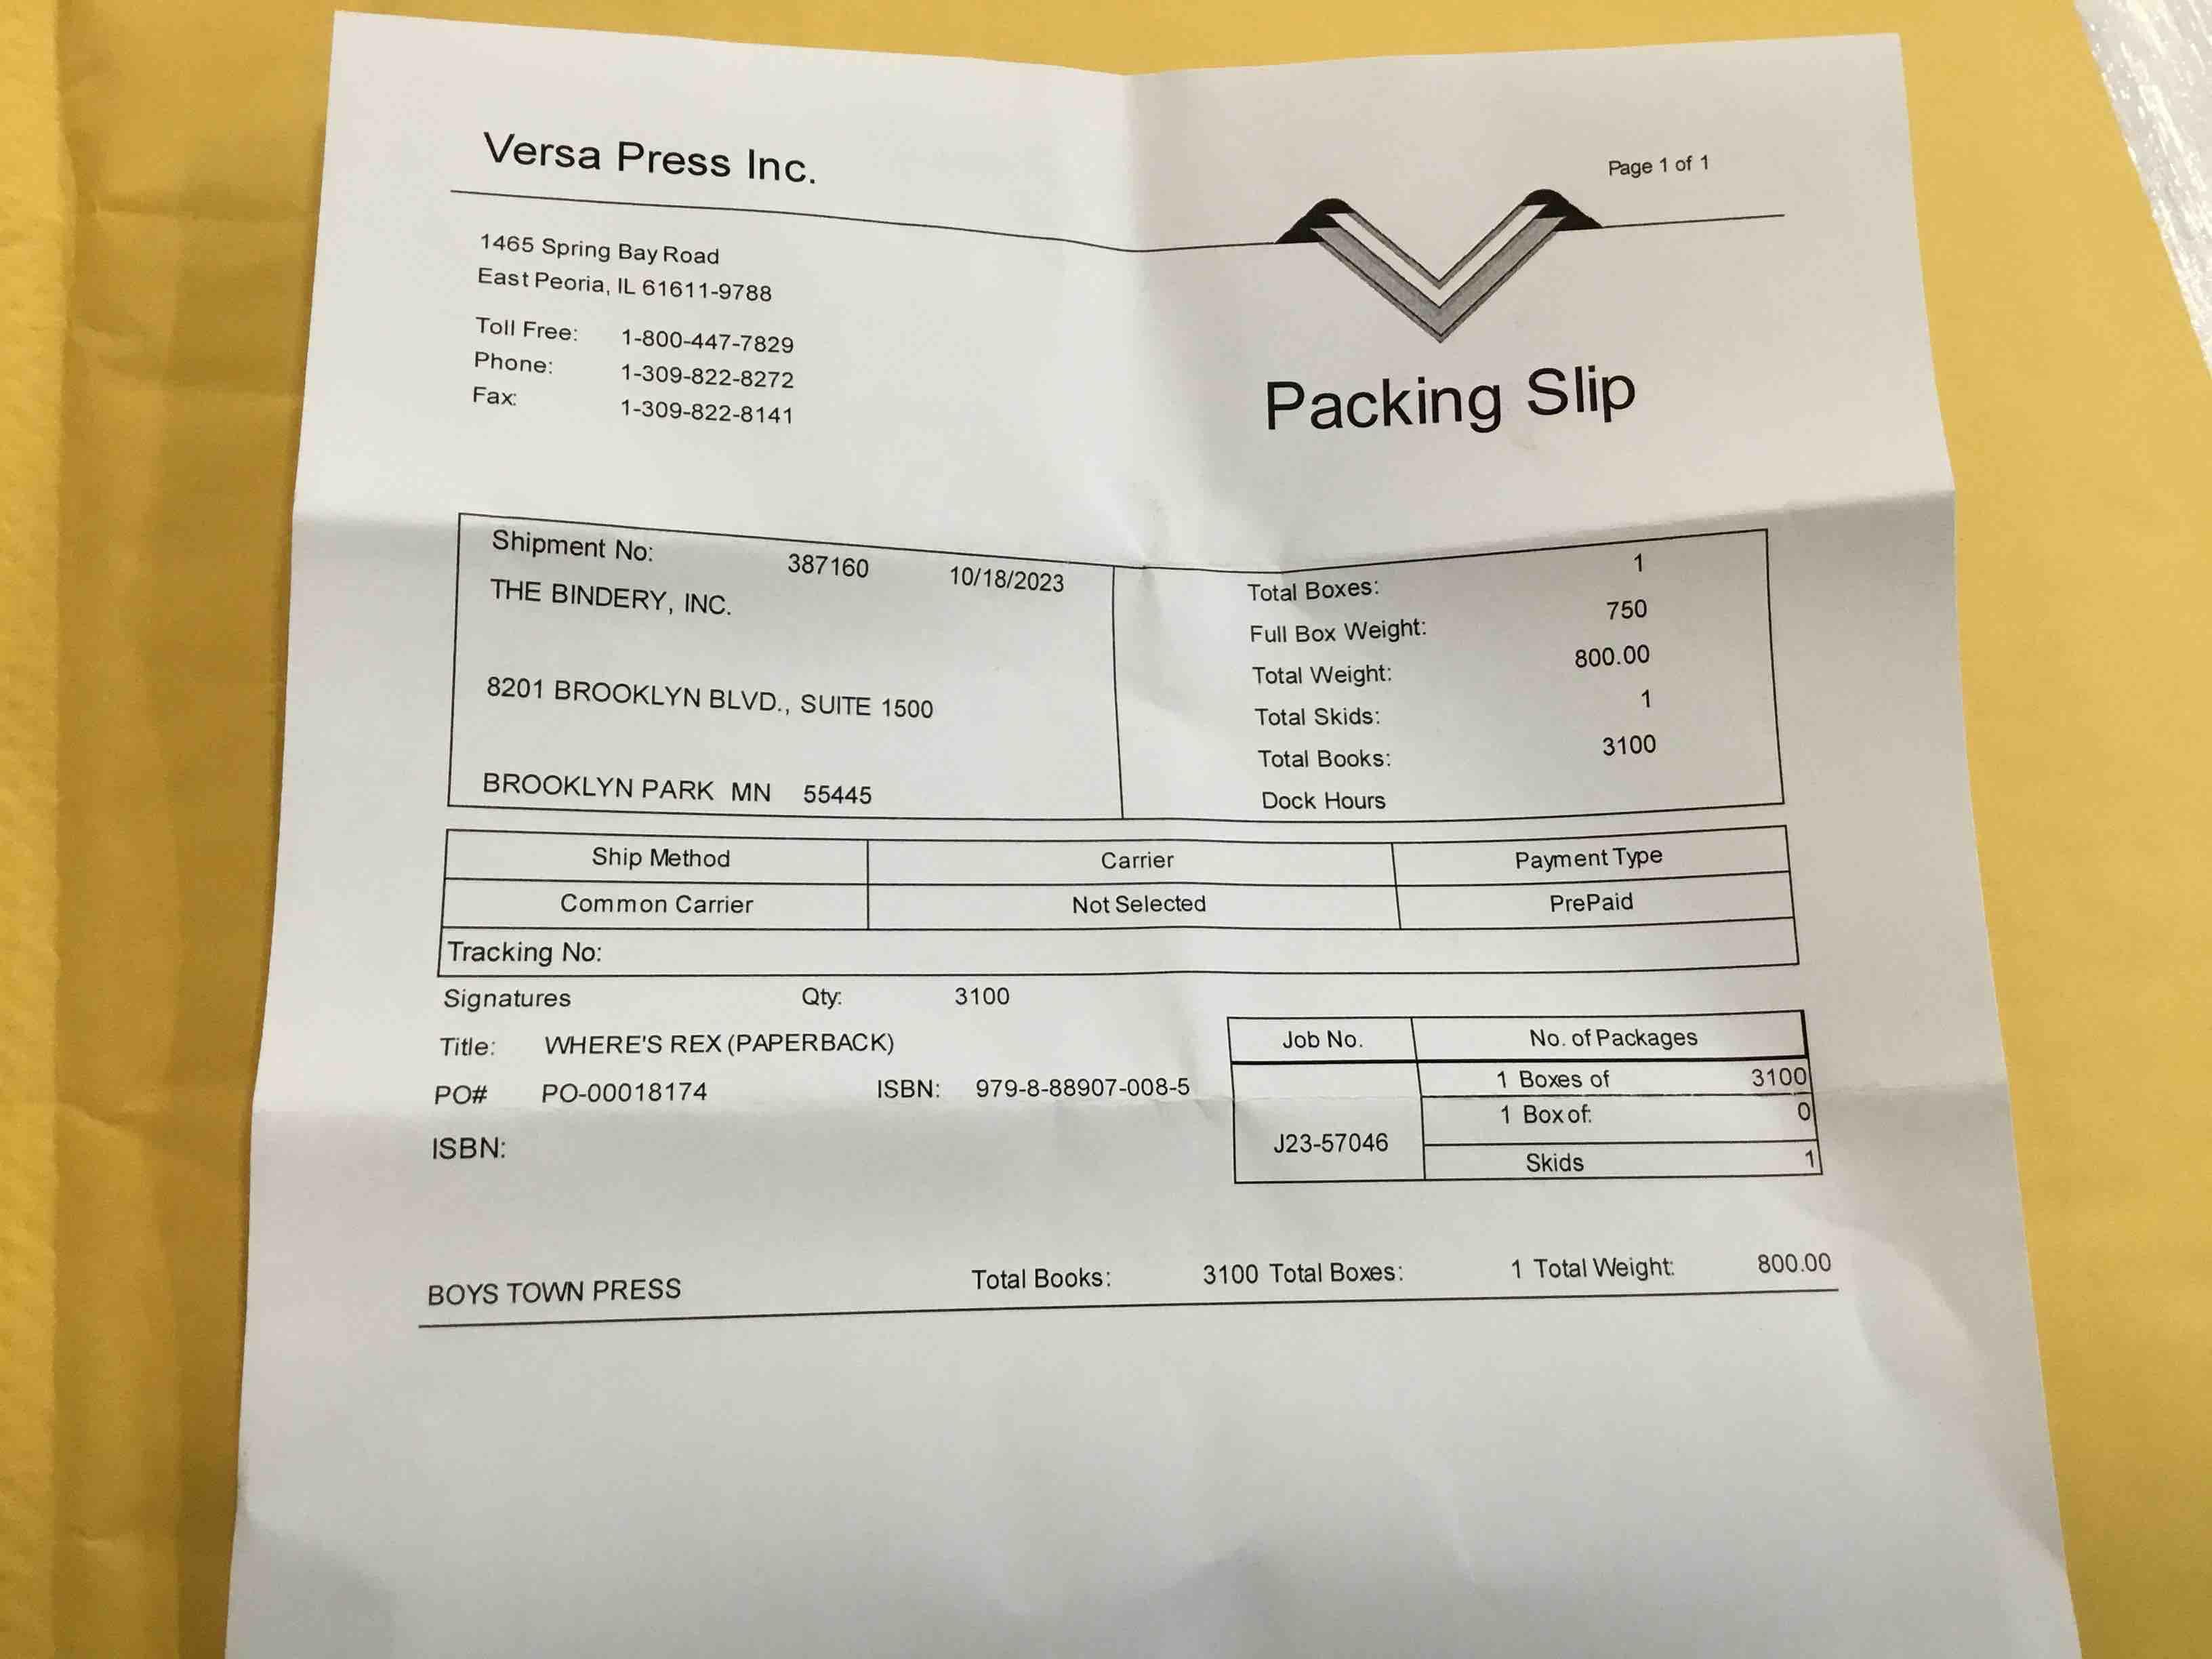 Versa Press Inc.
Page 1 of 1
1465 Spring Bay Road
East Peoria, IL 61611-9788
Toll Free: 1-800-447-7829
Phone: 1-309-822-8272
Fax: 1-309-822-8141
Packing Slip
Shipment No: 387160 10/18/2023
THE BINDERY, INC.
8201 BROOKLYN BLVD., SUITE 1500
BROOKLYN PARK MN 55445
Total Boxes: 1
Full Box Weight: 750
Total Weight: 800.00
Total Skids: 1
Total Books: 3100
Dock Hours
Ship Method Carrier Payment Type
Common Carrier Not Selected PrePaid
Tracking No:
Signatures Qty: 3100
Title: WHERE'S REX (PAPERBACK)
PO# PO-00018174 ISBN: 979-8-88907-008-5
ISBN:
Job No. No. of Packages
1 Boxes of 3100
1 Box of: 0
J23-57046
Skids 1
BOYS TOWN PRESS Total Books: 3100 Total Boxes: 1 Total Weight: 800.00